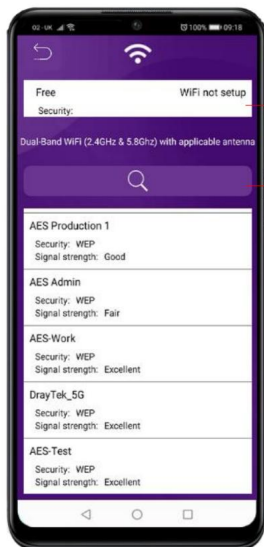 O2 - UK 100% 09:18
Free WiFi not setup
Security:
Dual-Band WiFi (2.4GHz & 5.8Ghz) with applicable antenna
AES Production 1
Security: WEP
Signal strength: Good
AES Admin
Security: WEP
Signal strength: Fair
AES-Work
Security: WEP
Signal strength: Excellent
DrayTek_5G
Security: WEP
Signal strength: Excellent
AES-Test
Security: WEP
Signal strength: Excellent